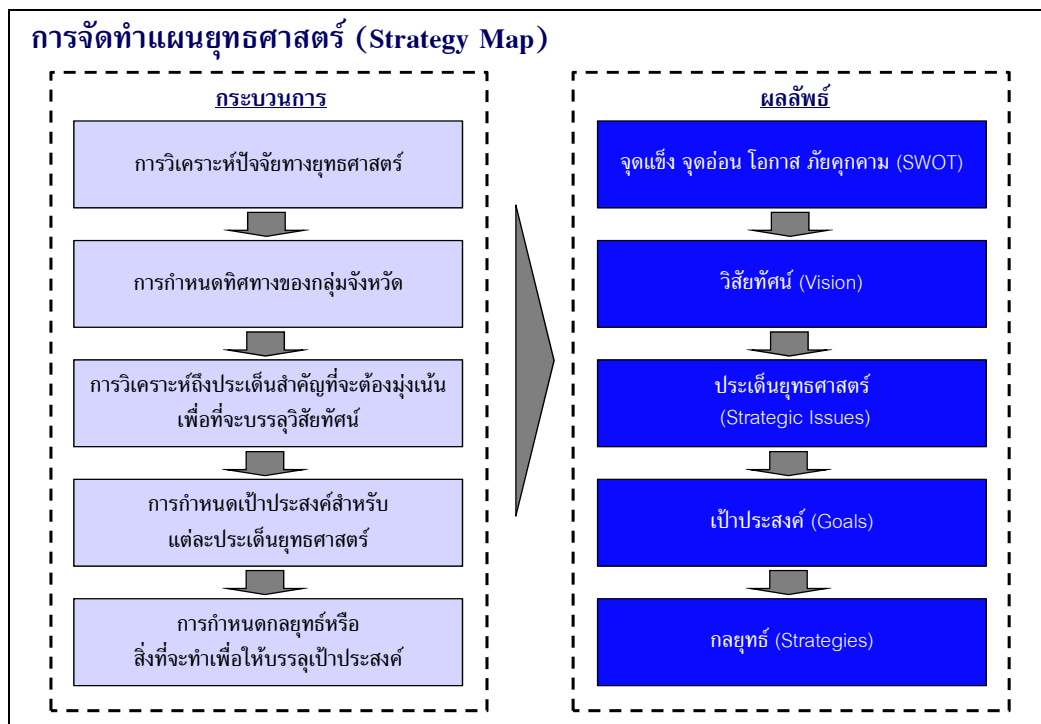 การจัดทำแผนยุทธศาสตร์ (Strategy Map)
กระบวนการ
การวิเคราะห์ปัจจัยทางยุทธศาสตร์
การกำหนดทิศทางของกลุ่มจังหวัด
การวิเคราะห์ถึงประเด็นสำคัญที่จะต้องมุ่งเน้น
เพื่อที่จะบรรลุวิสัยทัศน์
การกำหนดเป้าประสงค์สำหรับ
แต่ละประเด็นยุทธศาสตร์
การกำหนดกลยุทธ์หรือ
สิ่งที่จะทำเพื่อให้บรรลุเป้าประสงค์
ผลลัพธ์
จุดแข็ง จุดอ่อน โอกาส ภัยคุกคาม (SWOT)
วิสัยทัศน์ (Vision)
ประเด็นยุทธศาสตร์
(Strategic Issues)
เป้าประสงค์ (Goals)
กลยุทธ์ (Strategies)